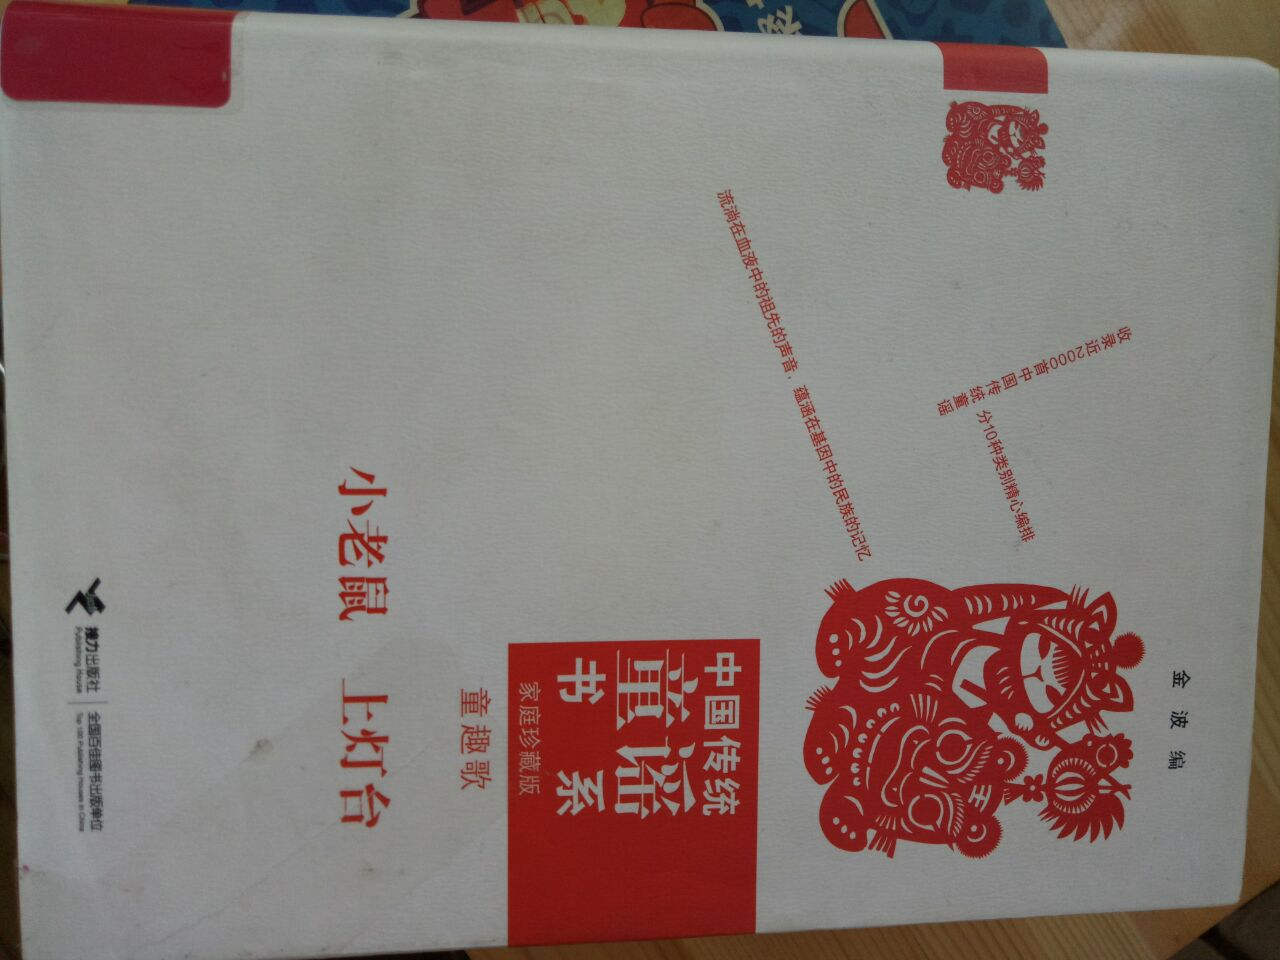 金波 编
收录近2000首中国传统童谣
分10种类别精心编排
流淌在血液中的祖先的声音,蕴涵在基因中的民族的记忆
中国传统
童谣
书系
家庭珍藏版
童趣歌
小老鼠 上灯台
接力出版社
Publishing House
全国百佳图书出版单位
Top 100 Publishing Houses in China
王